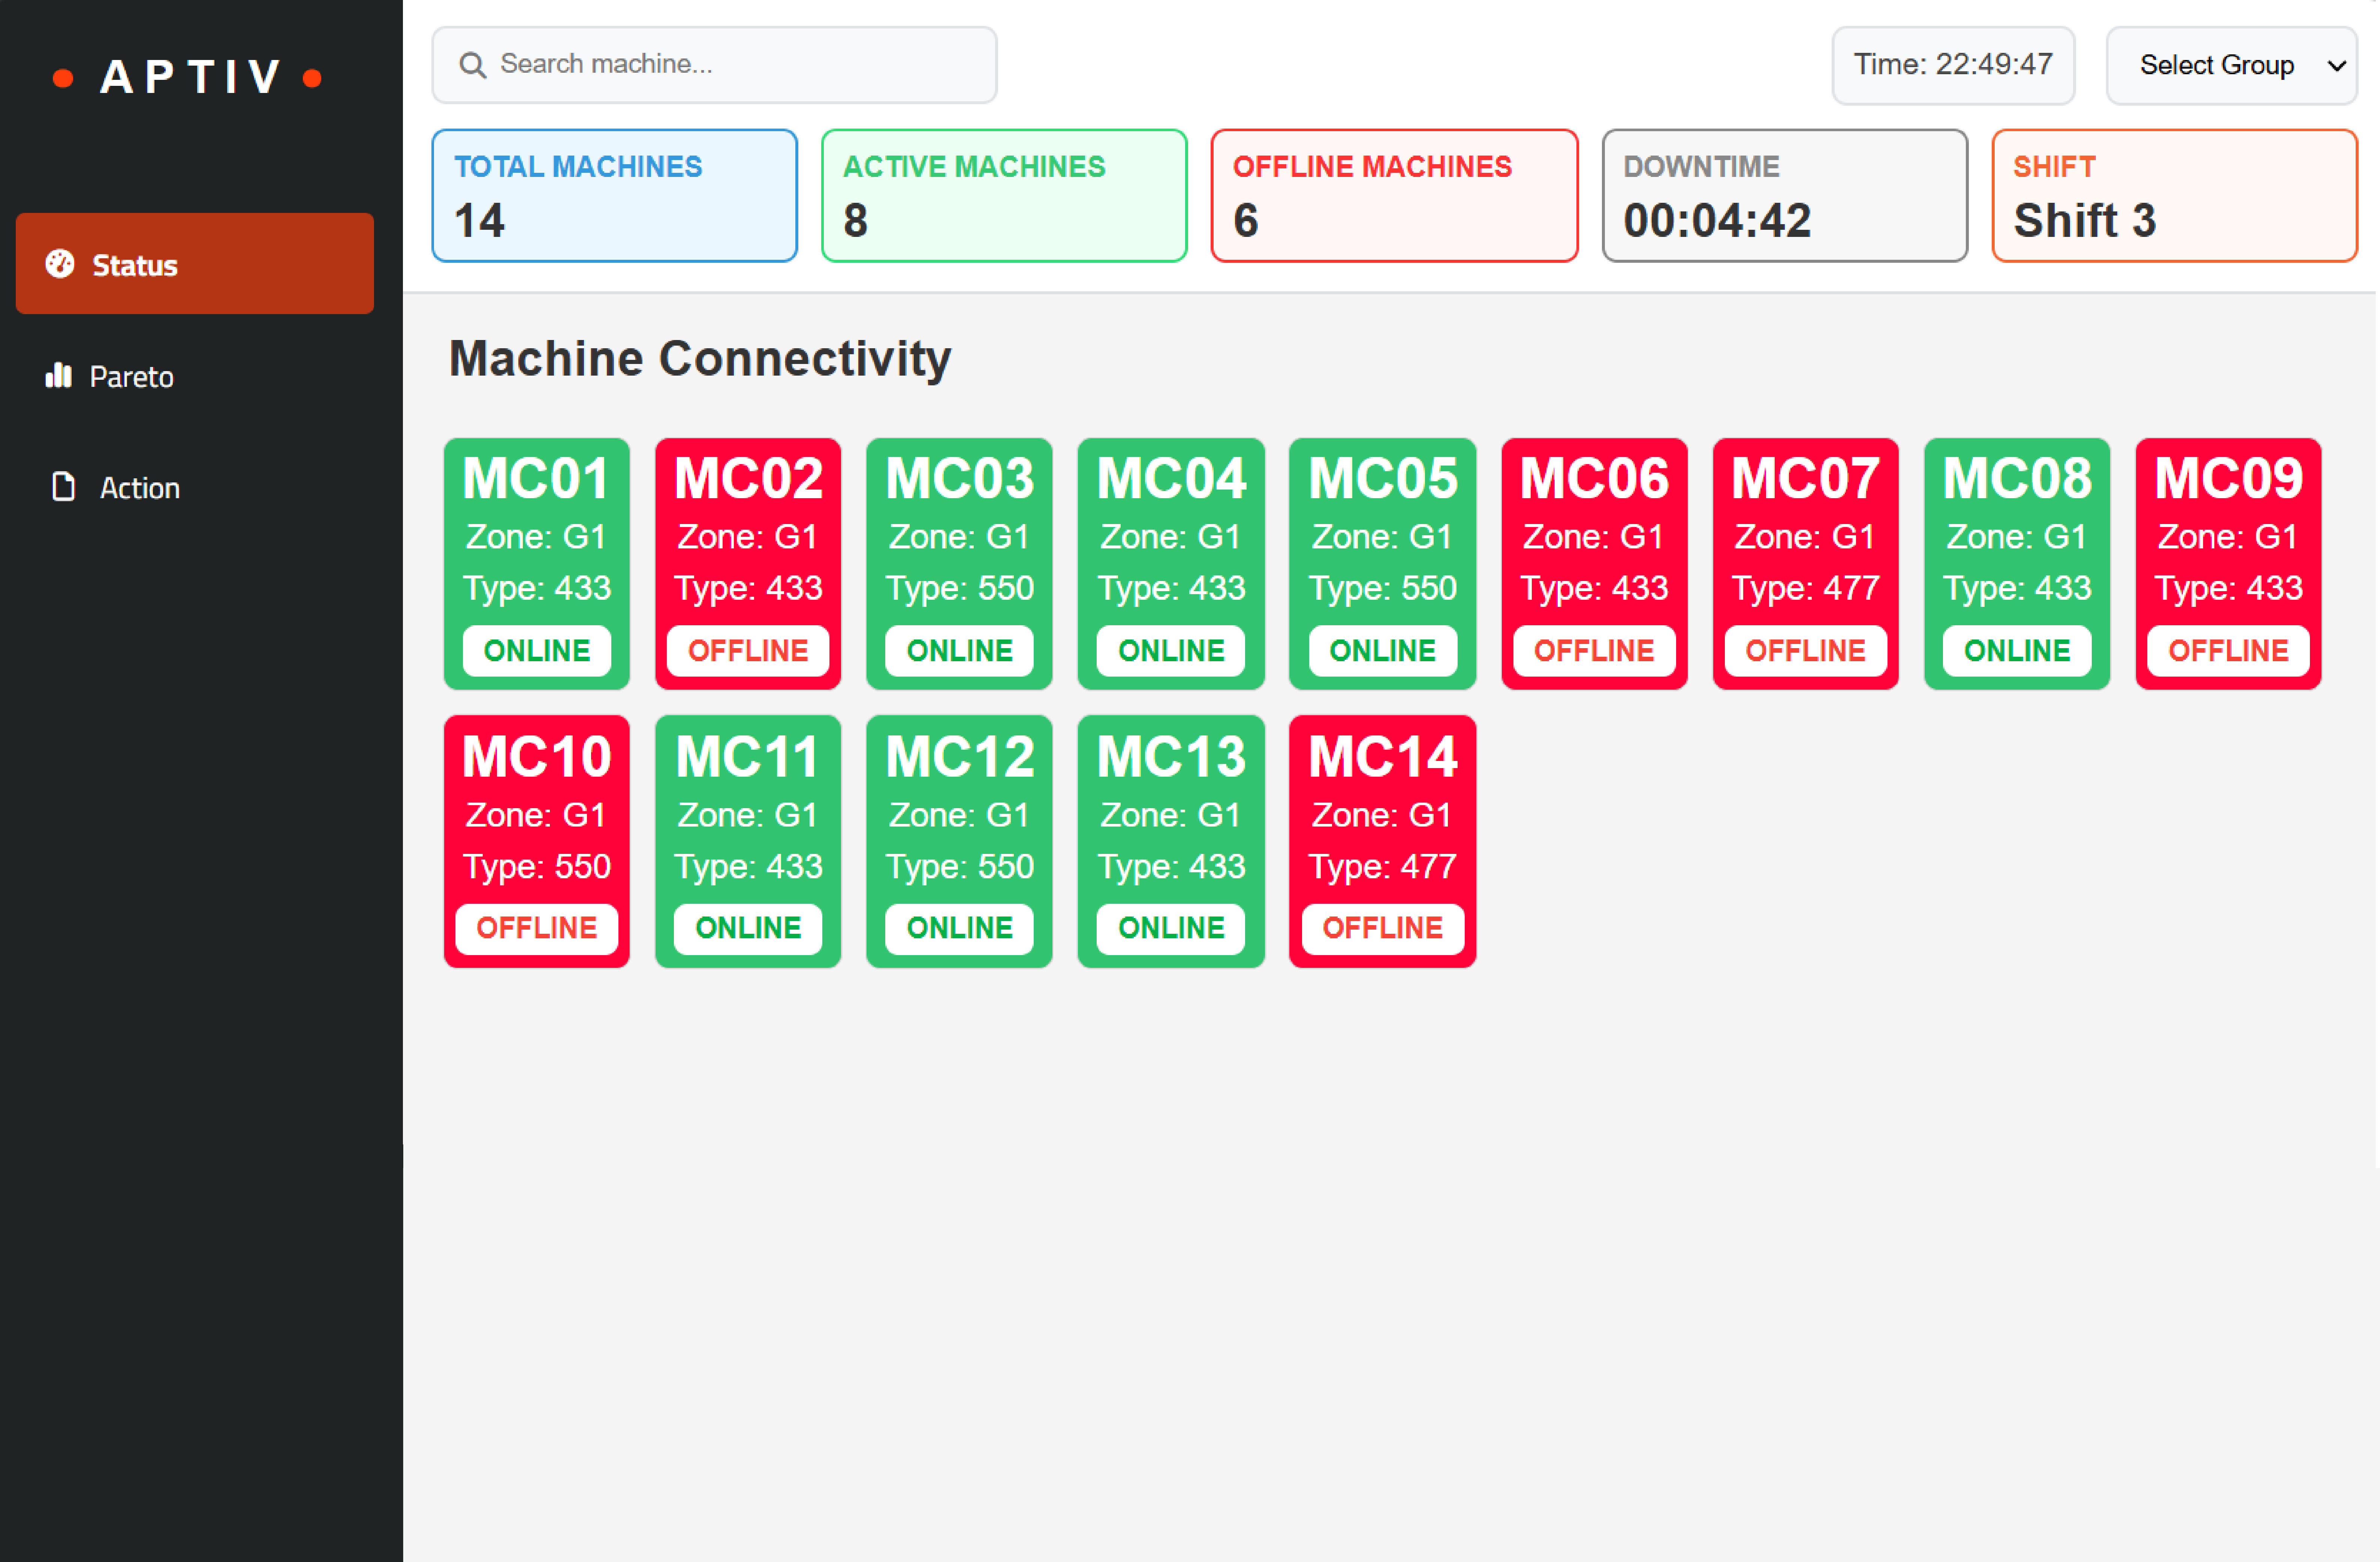 • APTIV •
Status
Pareto
Action
Search machine...
Time: 22:49:47
Select Group
TOTAL MACHINES
14
ACTIVE MACHINES
8
OFFLINE MACHINES
6
DOWNTIME
00:04:42
SHIFT
Shift 3
Machine Connectivity
MC01
Zone: G1
Type: 433
ONLINE
MC02
Zone: G1
Type: 433
OFFLINE
MC03
Zone: G1
Type: 550
ONLINE
MC04
Zone: G1
Type: 433
ONLINE
MC05
Zone: G1
Type: 550
ONLINE
MC06
Zone: G1
Type: 433
OFFLINE
MC07
Zone: G1
Type: 477
OFFLINE
MC08
Zone: G1
Type: 433
ONLINE
MC09
Zone: G1
Type: 433
OFFLINE
MC10
Zone: G1
Type: 550
OFFLINE
MC11
Zone: G1
Type: 433
ONLINE
MC12
Zone: G1
Type: 550
ONLINE
MC13
Zone: G1
Type: 433
ONLINE
MC14
Zone: G1
Type: 477
OFFLINE